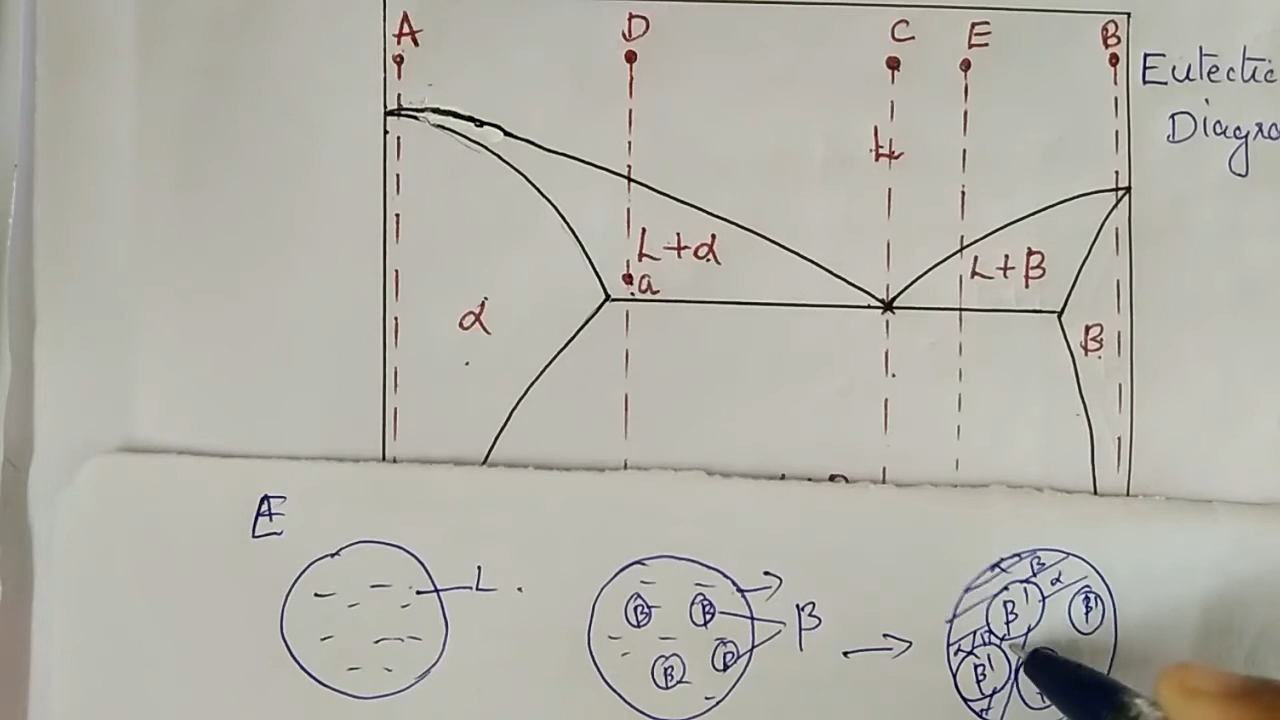 A D C E B
Eutectic
Diagra
L
L+α
a
L+β
α
β
E
L.
β β β β β
β α β' β' β' α